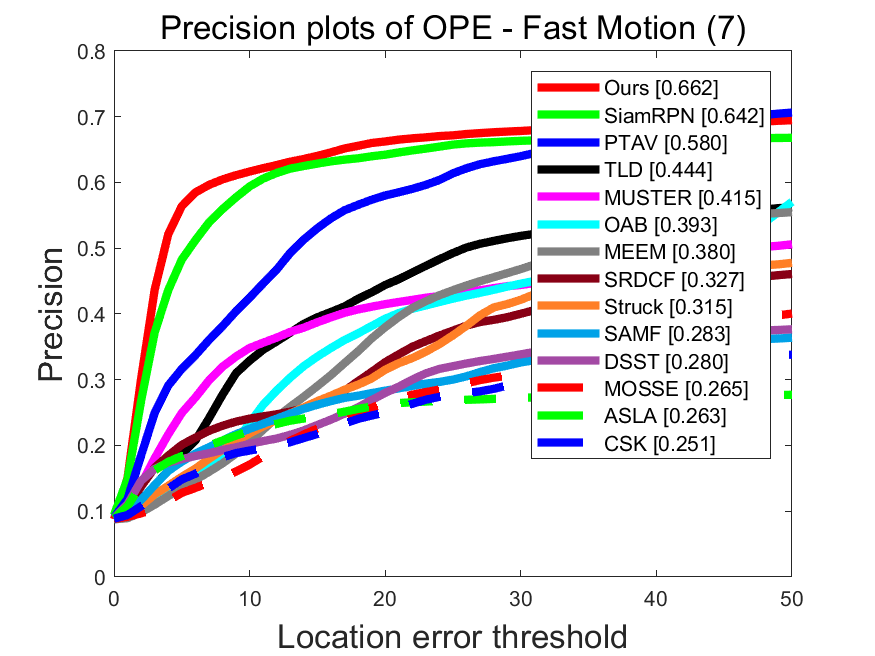 Precision plots of OPE - Fast Motion (7)
0.8
0.7
0.6
0.5
0.4
0.3
0.2
0.1
0
Precision
Ours [0.662]
SiamRPN [0.642]
PTAV [0.580]
TLD [0.444]
MUSTER [0.415]
OAB [0.393]
MEEM [0.380]
SRDCF [0.327]
Struck [0.315]
SAMF [0.283]
DSST [0.280]
MOSSE [0.265]
ASLA [0.263]
CSK [0.251]
0 10 20 30 40 50
Location error threshold